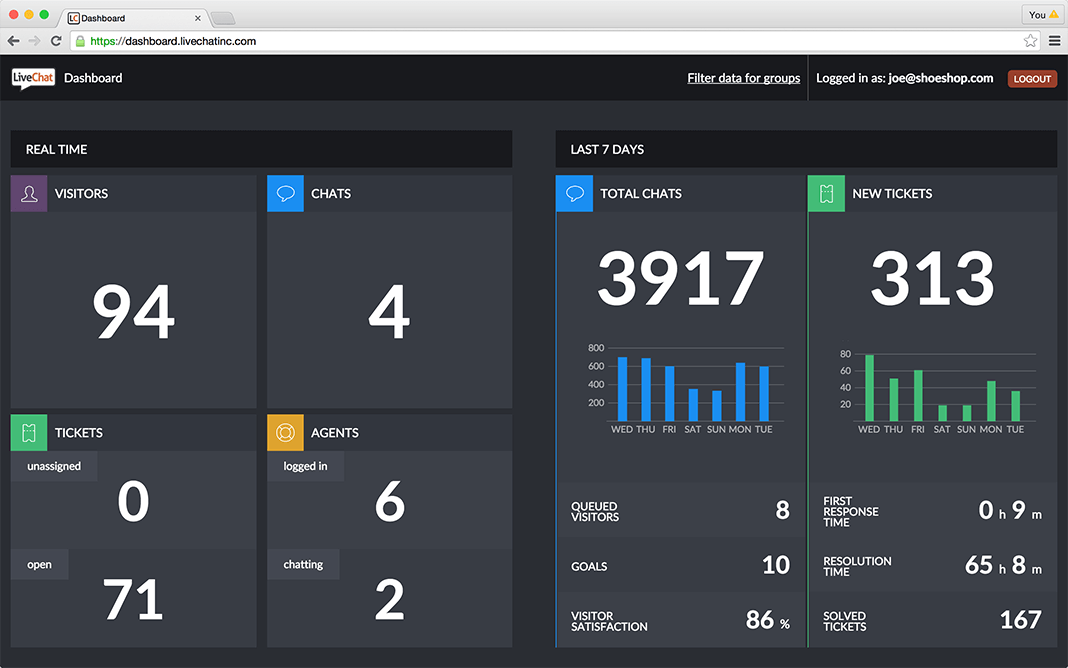 Dashboard
You
https://dashboard.livechatinc.com
LiveChat Dashboard
Filter data for groups
Logged in as: joe@shoeshop.com
LOGOUT
REAL TIME
VISITORS
94
CHATS
4
TICKETS
unassigned
0
open
71
AGENTS
logged in
6
chatting
2
LAST 7 DAYS
TOTAL CHATS
3917
800
600
400
200
WED THU FRI SAT SUN MON TUE
QUEUED
VISITORS
8
GOALS
10
VISITOR
SATISFACTION
86 %
NEW TICKETS
313
80
60
40
20
WED THU FRI SAT SUN MON TUE
FIRST
RESPONSE
TIME
0 h 9 m
RESOLUTION
TIME
65 h 8 m
SOLVED
TICKETS
167